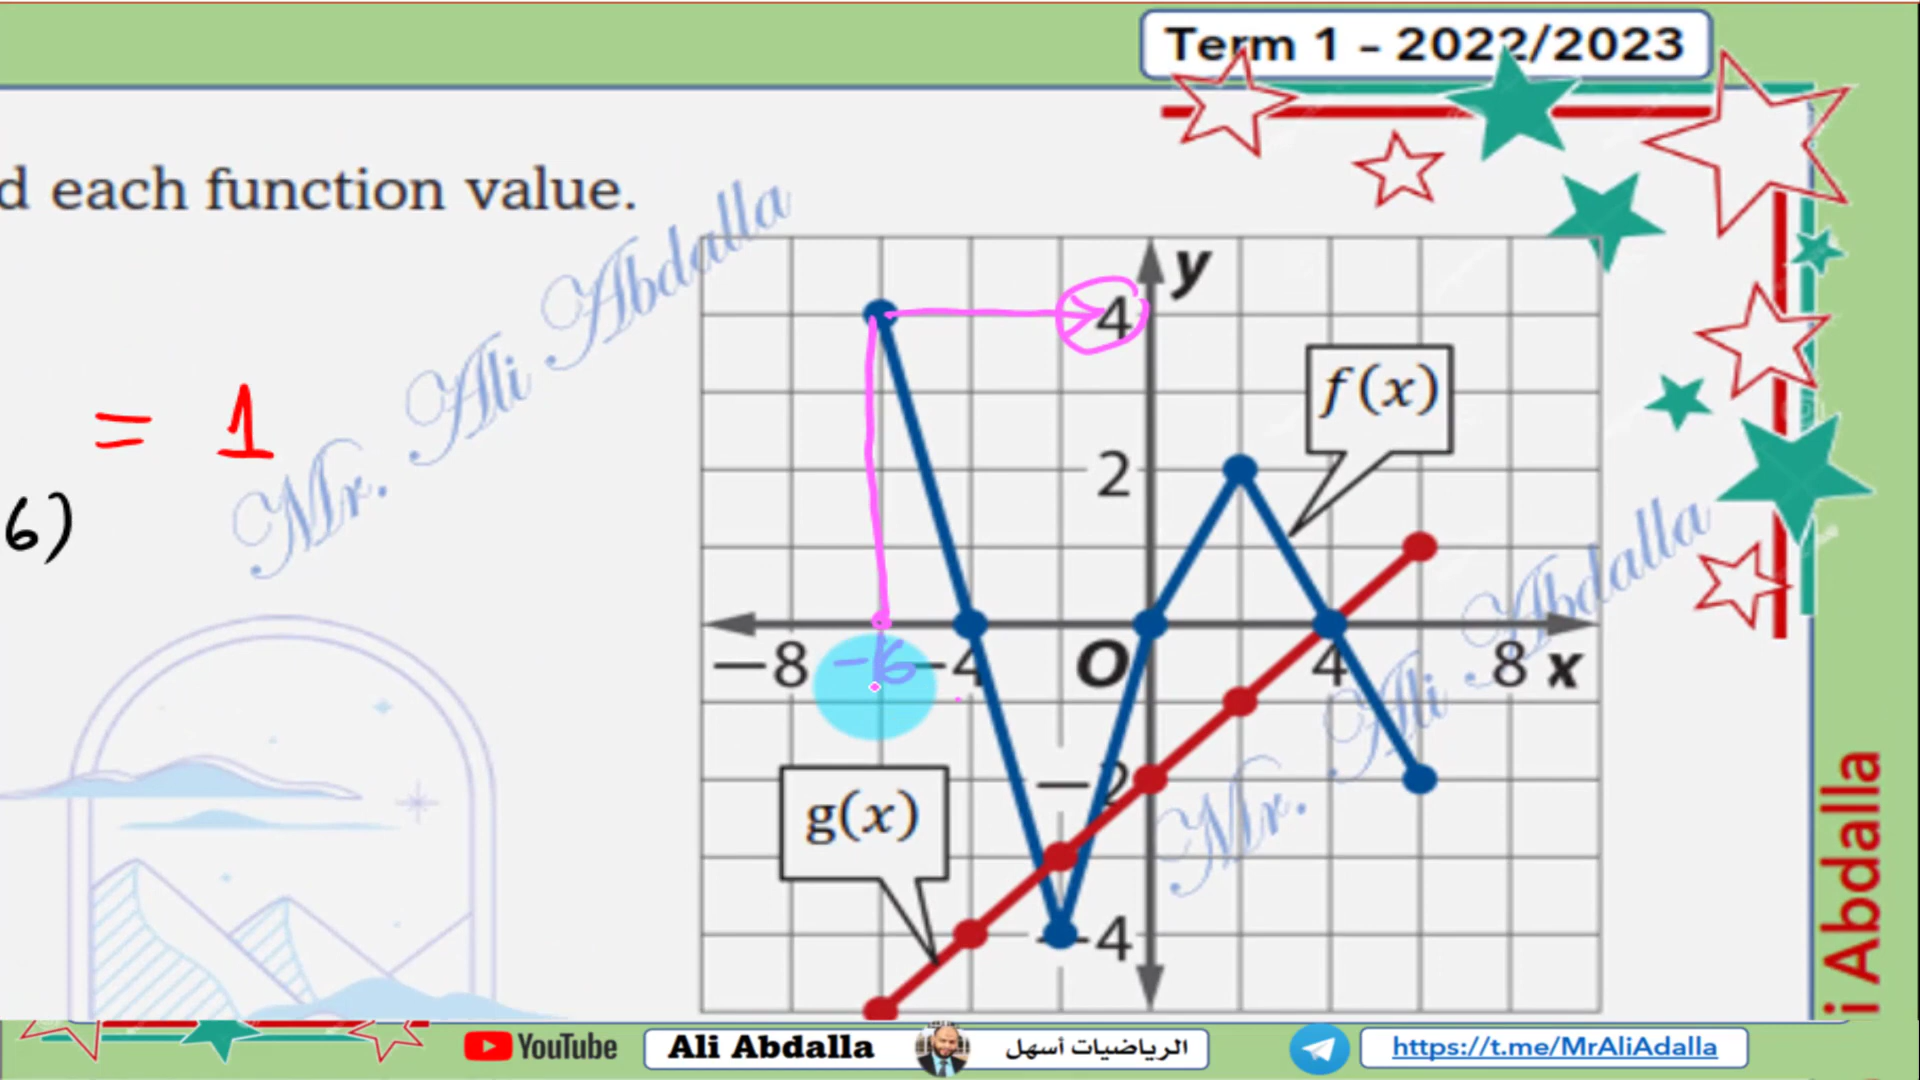 Term 1 – 2022/2023
d each function value.
Mr. Ali Abdalla
= 1
6)
y
4
2
f(x)
−8
−6
−4
O
4
8
x
−2
−4
g(x)
Mr. Ali Abdalla
i Abdalla
YouTube
Ali Abdalla
الرياضيات أسهل
https://t.me/MrAliAdalla